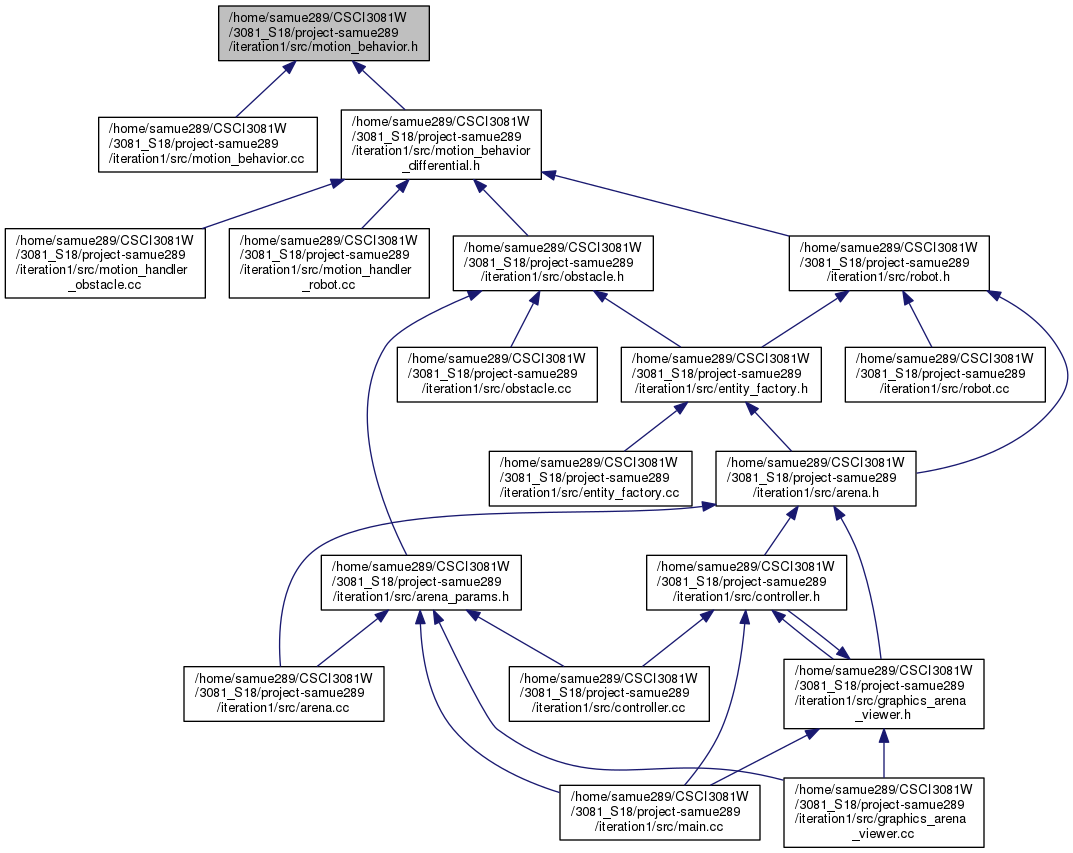 /home/samue289/CSCI3081W
/3081_S18/project-samue289
/iteration1/src/motion_behavior.h
/home/samue289/CSCI3081W
/3081_S18/project-samue289
/iteration1/src/motion_behavior.cc
/home/samue289/CSCI3081W
/3081_S18/project-samue289
/iteration1/src/motion_behavior
_differential.h
/home/samue289/CSCI3081W
/3081_S18/project-samue289
/iteration1/src/motion_handler
_obstacle.cc
/home/samue289/CSCI3081W
/3081_S18/project-samue289
/iteration1/src/motion_handler
_robot.cc
/home/samue289/CSCI3081W
/3081_S18/project-samue289
/iteration1/src/obstacle.h
/home/samue289/CSCI3081W
/3081_S18/project-samue289
/iteration1/src/robot.h
/home/samue289/CSCI3081W
/3081_S18/project-samue289
/iteration1/src/obstacle.cc
/home/samue289/CSCI3081W
/3081_S18/project-samue289
/iteration1/src/entity_factory.h
/home/samue289/CSCI3081W
/3081_S18/project-samue289
/iteration1/src/robot.cc
/home/samue289/CSCI3081W
/3081_S18/project-samue289
/iteration1/src/entity_factory.cc
/home/samue289/CSCI3081W
/3081_S18/project-samue289
/iteration1/src/arena.h
/home/samue289/CSCI3081W
/3081_S18/project-samue289
/iteration1/src/arena_params.h
/home/samue289/CSCI3081W
/3081_S18/project-samue289
/iteration1/src/controller.h
/home/samue289/CSCI3081W
/3081_S18/project-samue289
/iteration1/src/arena.cc
/home/samue289/CSCI3081W
/3081_S18/project-samue289
/iteration1/src/controller.cc
/home/samue289/CSCI3081W
/3081_S18/project-samue289
/iteration1/src/graphics_arena
_viewer.h
/home/samue289/CSCI3081W
/3081_S18/project-samue289
/iteration1/src/main.cc
/home/samue289/CSCI3081W
/3081_S18/project-samue289
/iteration1/src/graphics_arena
_viewer.cc